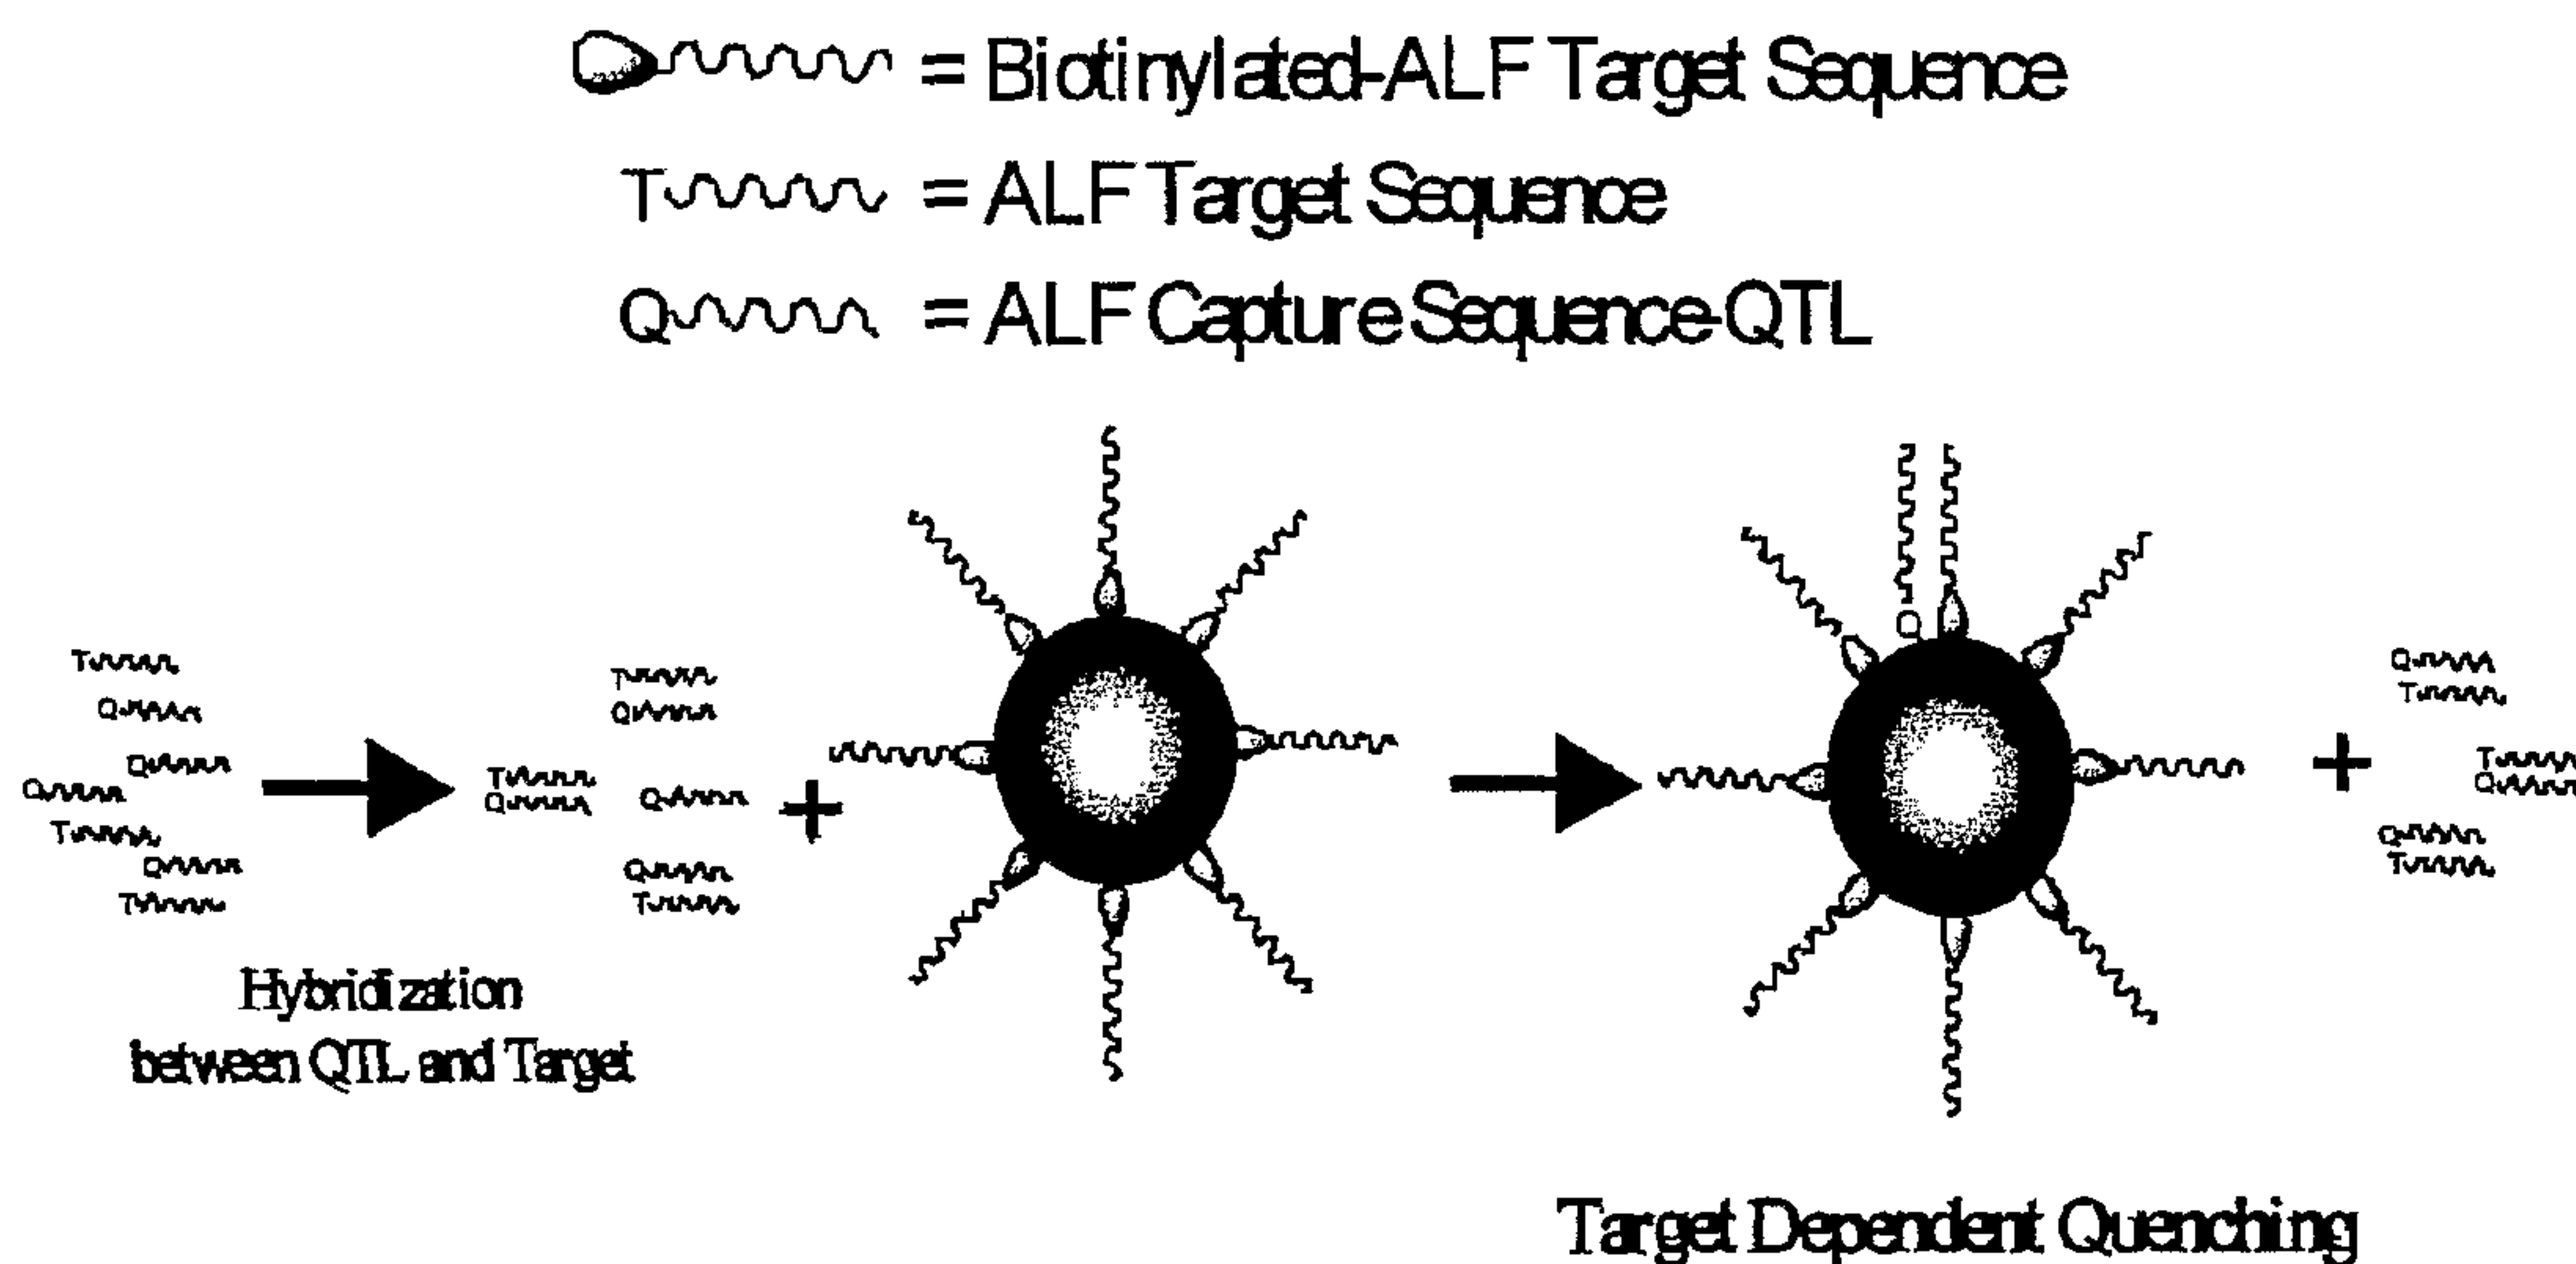 = Biotinylated-ALF Target Sequence
T = ALF Target Sequence
Q = ALF Capture Sequence-QTL
T
Q
Q
Q
T
Q
T
T
Q
T
Q
Q
Q
T
+
Q
+
Q
T
T
Q
Q
T
Hybridization
between QTL and Target
Target Dependent Quenching